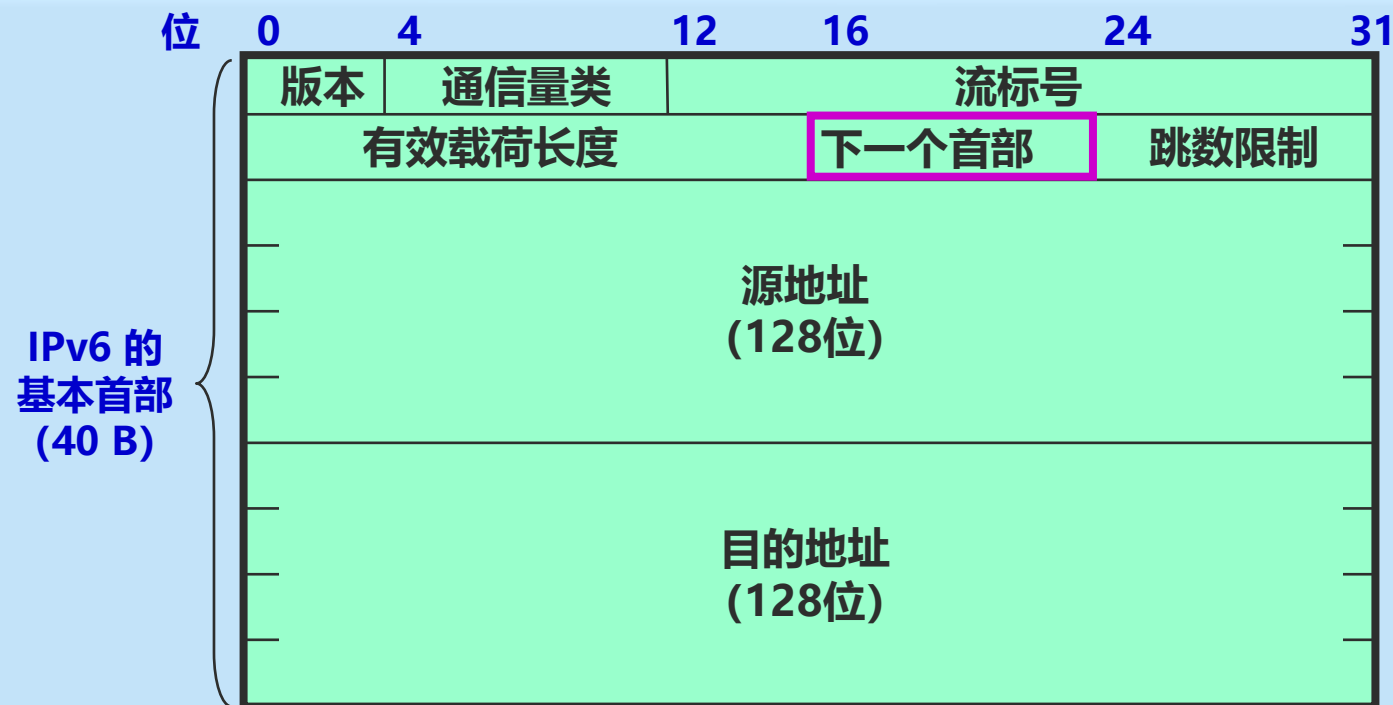 位 0 4 12 16 24 31
版本 通信量类 流标号
有效载荷长度 下一个首部 跳数限制
源地址
(128位)
IPv6 的
基本首部
(40 B)
目的地址
(128位)